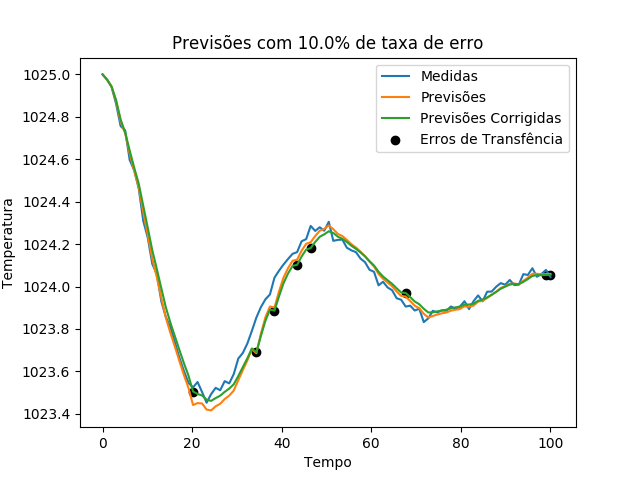 Previsões com 10.0% de taxa de erro
Medidas
Previsões
Previsões Corrigidas
Erros de Transfência
Temperatura
1025.0
1024.8
1024.6
1024.4
1024.2
1024.0
1023.8
1023.6
1023.4
0 20 40 60 80 100
Tempo